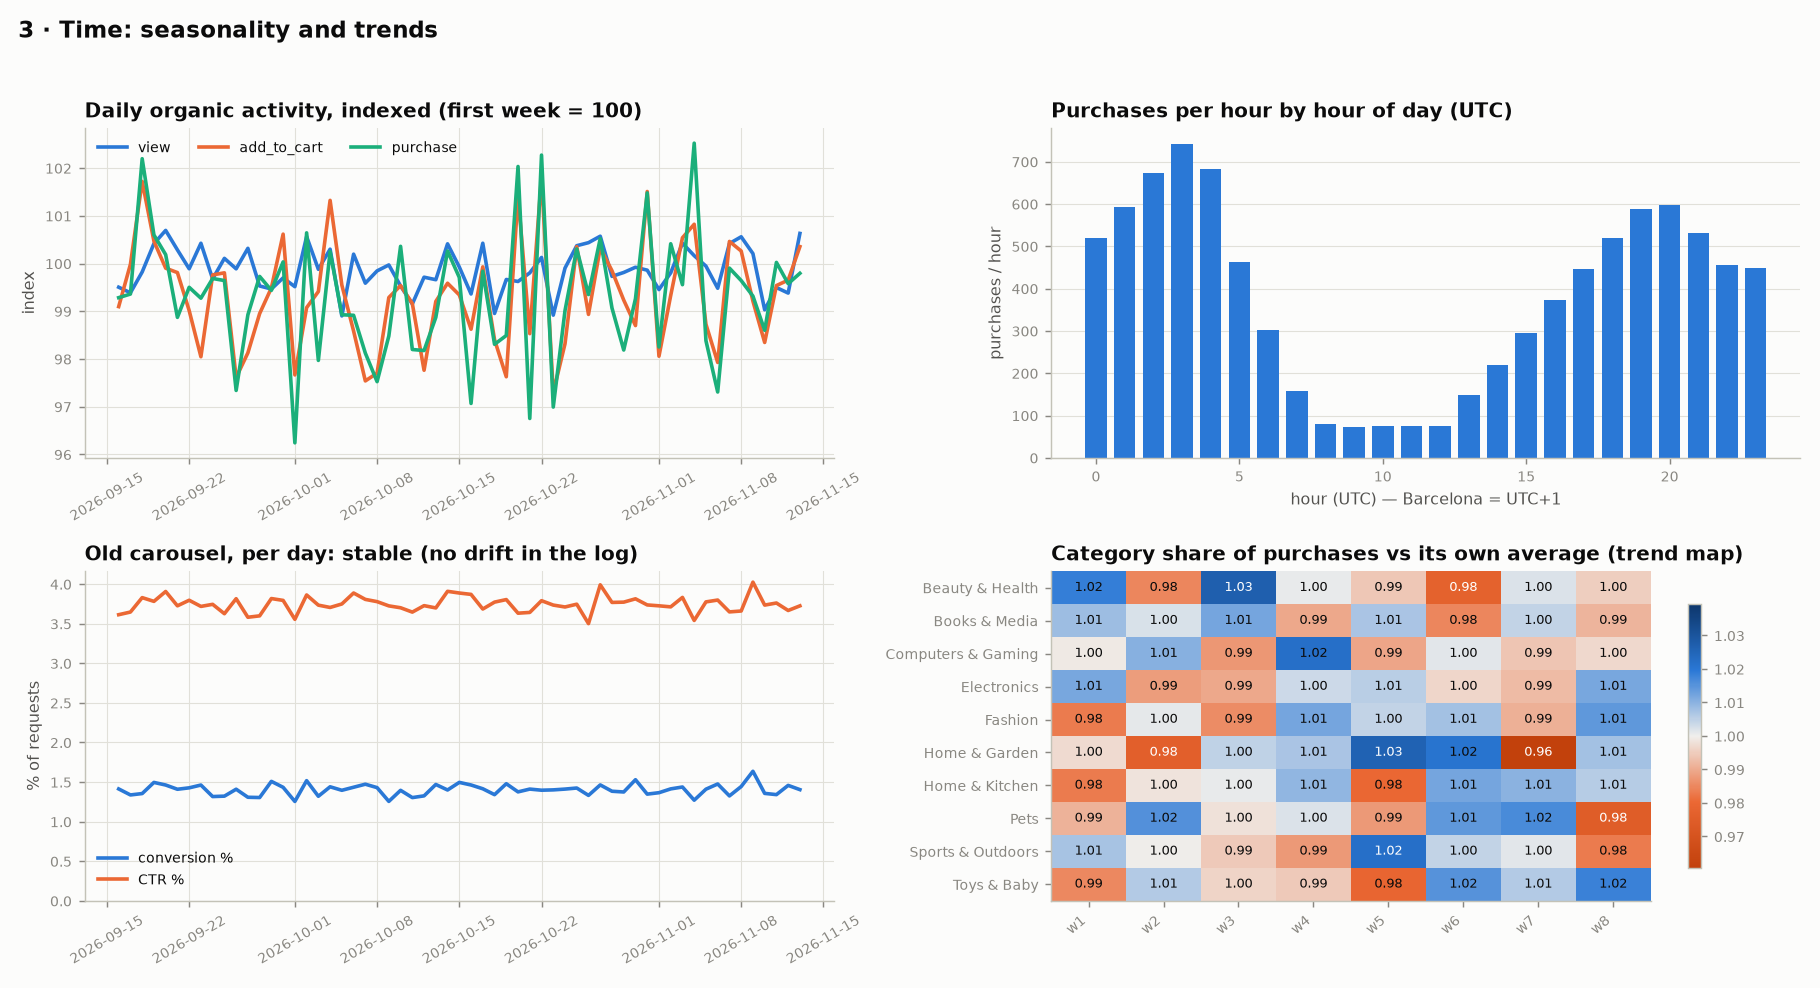 3 · Time: seasonality and trends
Daily organic activity, indexed (first week = 100)
view
add_to_cart
purchase
102
101
100
99
98
97
96
index
2026-09-15
2026-09-22
2026-10-01
2026-10-08
2026-10-15
2026-10-22
2026-11-01
2026-11-08
2026-11-15
Purchases per hour by hour of day (UTC)
700
600
500
400
300
200
100
0
purchases / hour
0 5 10 15 20
hour (UTC) — Barcelona = UTC+1
Old carousel, per day: stable (no drift in the log)
4.0
3.5
3.0
2.5
2.0
1.5
1.0
0.5
0.0
% of requests
conversion %
CTR %
2026-09-15
2026-09-22
2026-10-01
2026-10-08
2026-10-15
2026-10-22
2026-11-01
2026-11-08
2026-11-15
Category share of purchases vs its own average (trend map)
Beauty & Health 1.02 0.98 1.03 1.00 0.99 0.98 1.00 1.00
Books & Media 1.01 1.00 1.01 0.99 1.01 0.98 1.00 0.99
Computers & Gaming 1.00 1.01 0.99 1.02 0.99 1.00 0.99 1.00
Electronics 1.01 0.99 0.99 1.00 1.01 1.00 0.99 1.01
Fashion 0.98 1.00 0.99 1.01 1.00 1.01 0.99 1.01
Home & Garden 1.00 0.98 1.00 1.01 1.03 1.02 0.96 1.01
Home & Kitchen 0.98 1.00 1.00 1.01 0.98 1.01 1.01 1.01
Pets 0.99 1.02 1.00 1.00 0.99 1.01 1.02 0.98
Sports & Outdoors 1.01 1.00 0.99 0.99 1.02 1.00 1.00 0.98
Toys & Baby 0.99 1.01 1.00 0.99 0.98 1.02 1.01 1.02
w1 w2 w3 w4 w5 w6 w7 w8
1.03
1.02
1.01
1.00
0.99
0.98
0.97